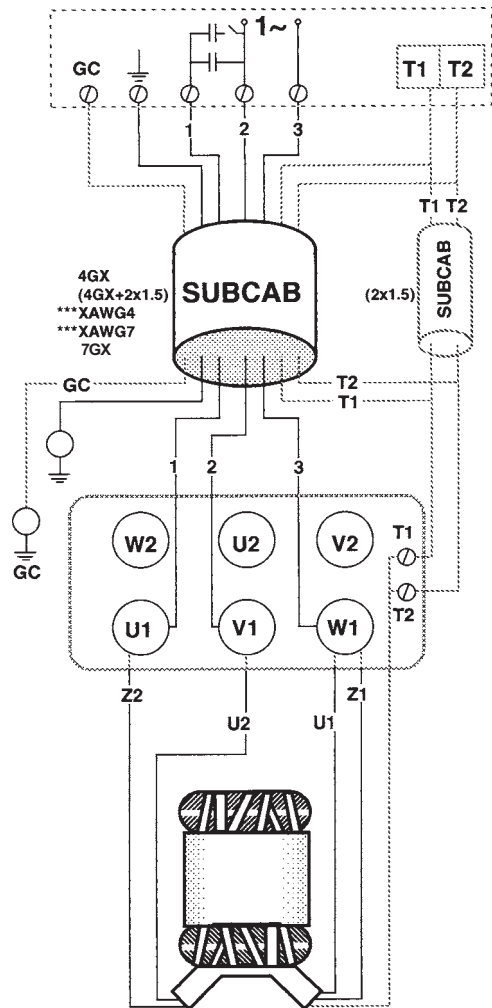 1~
GC
T1 T2
1 2 3
T1 T2
4GX
(4GX+2x1.5)
***XAWG4
***XAWG7
7GX
SUBCAB
(2x1.5)
SUBCAB
GC
T2
T1
1 2 3
GC
W2 U2 V2
T1
U1 V1 W1
T2
Z2 U2 U1 Z1